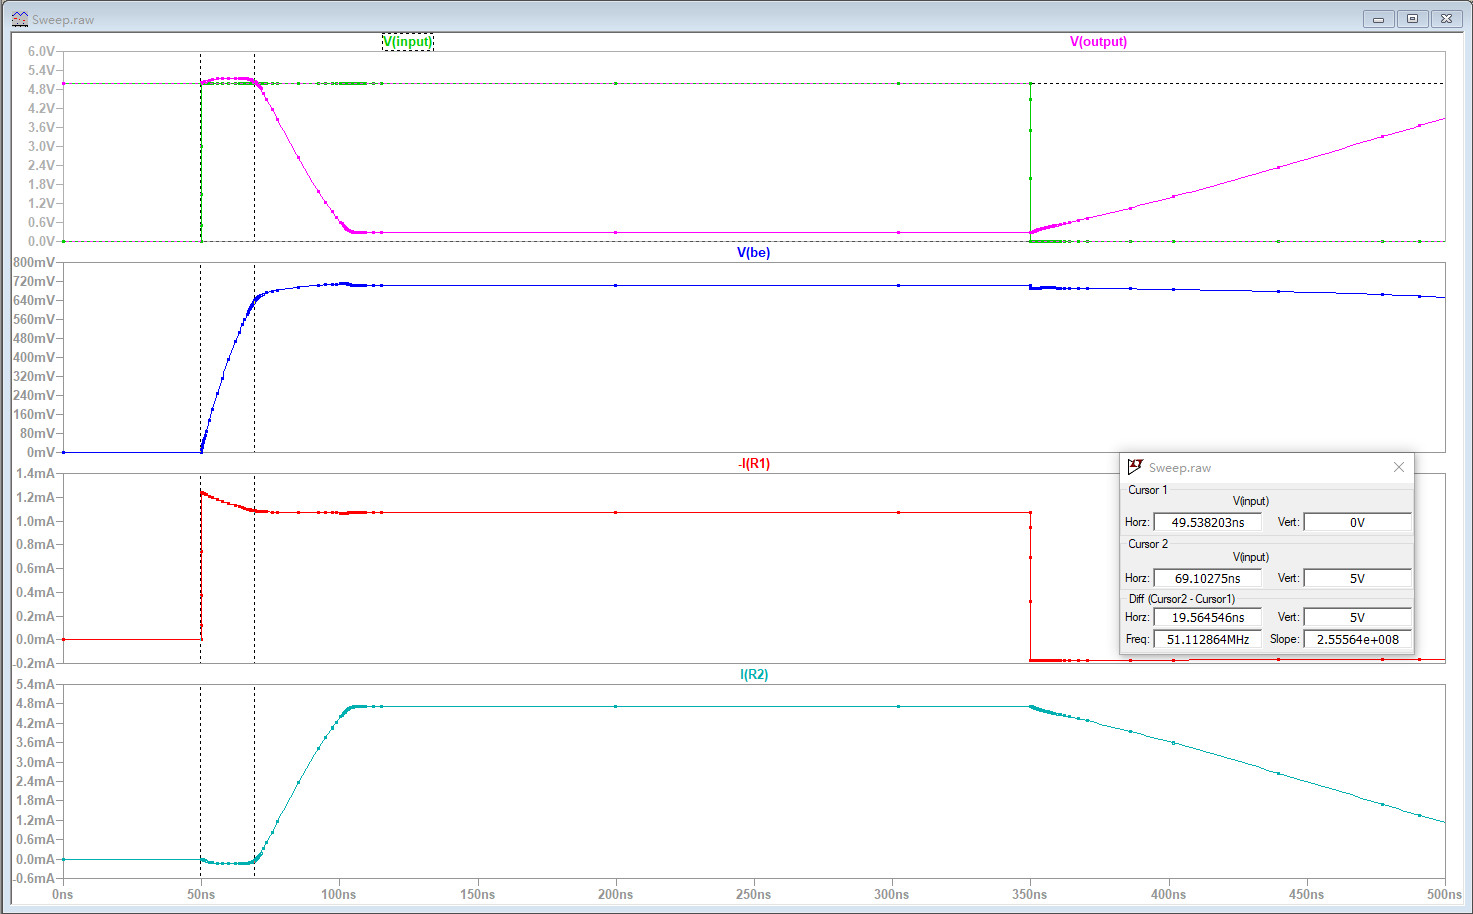 Sweep.raw
V(input) V(output)
6.0V
5.4V
4.8V
4.2V
3.6V
3.0V
2.4V
1.8V
1.2V
0.6V
0.0V
V(be)
800mV
720mV
640mV
560mV
480mV
400mV
320mV
240mV
160mV
80mV
0mV
-I(R1)
1.4mA
1.2mA
1.0mA
0.8mA
0.6mA
0.4mA
0.2mA
0.0mA
-0.2mA
I(R2)
5.4mA
4.8mA
4.2mA
3.6mA
3.0mA
2.4mA
1.8mA
1.2mA
0.6mA
0.0mA
-0.6mA
0ns 50ns 100ns 150ns 200ns 250ns 300ns 350ns 400ns 450ns 500ns
Sweep.raw
Cursor 1
V(input)
Horz: 49.538203ns Vert: 0V
Cursor 2
V(input)
Horz: 69.10275ns Vert: 5V
Diff (Cursor2 - Cursor1)
Horz: 19.564546ns Vert: 5V
Freq: 51.112864MHz Slope: 2.55564e+008